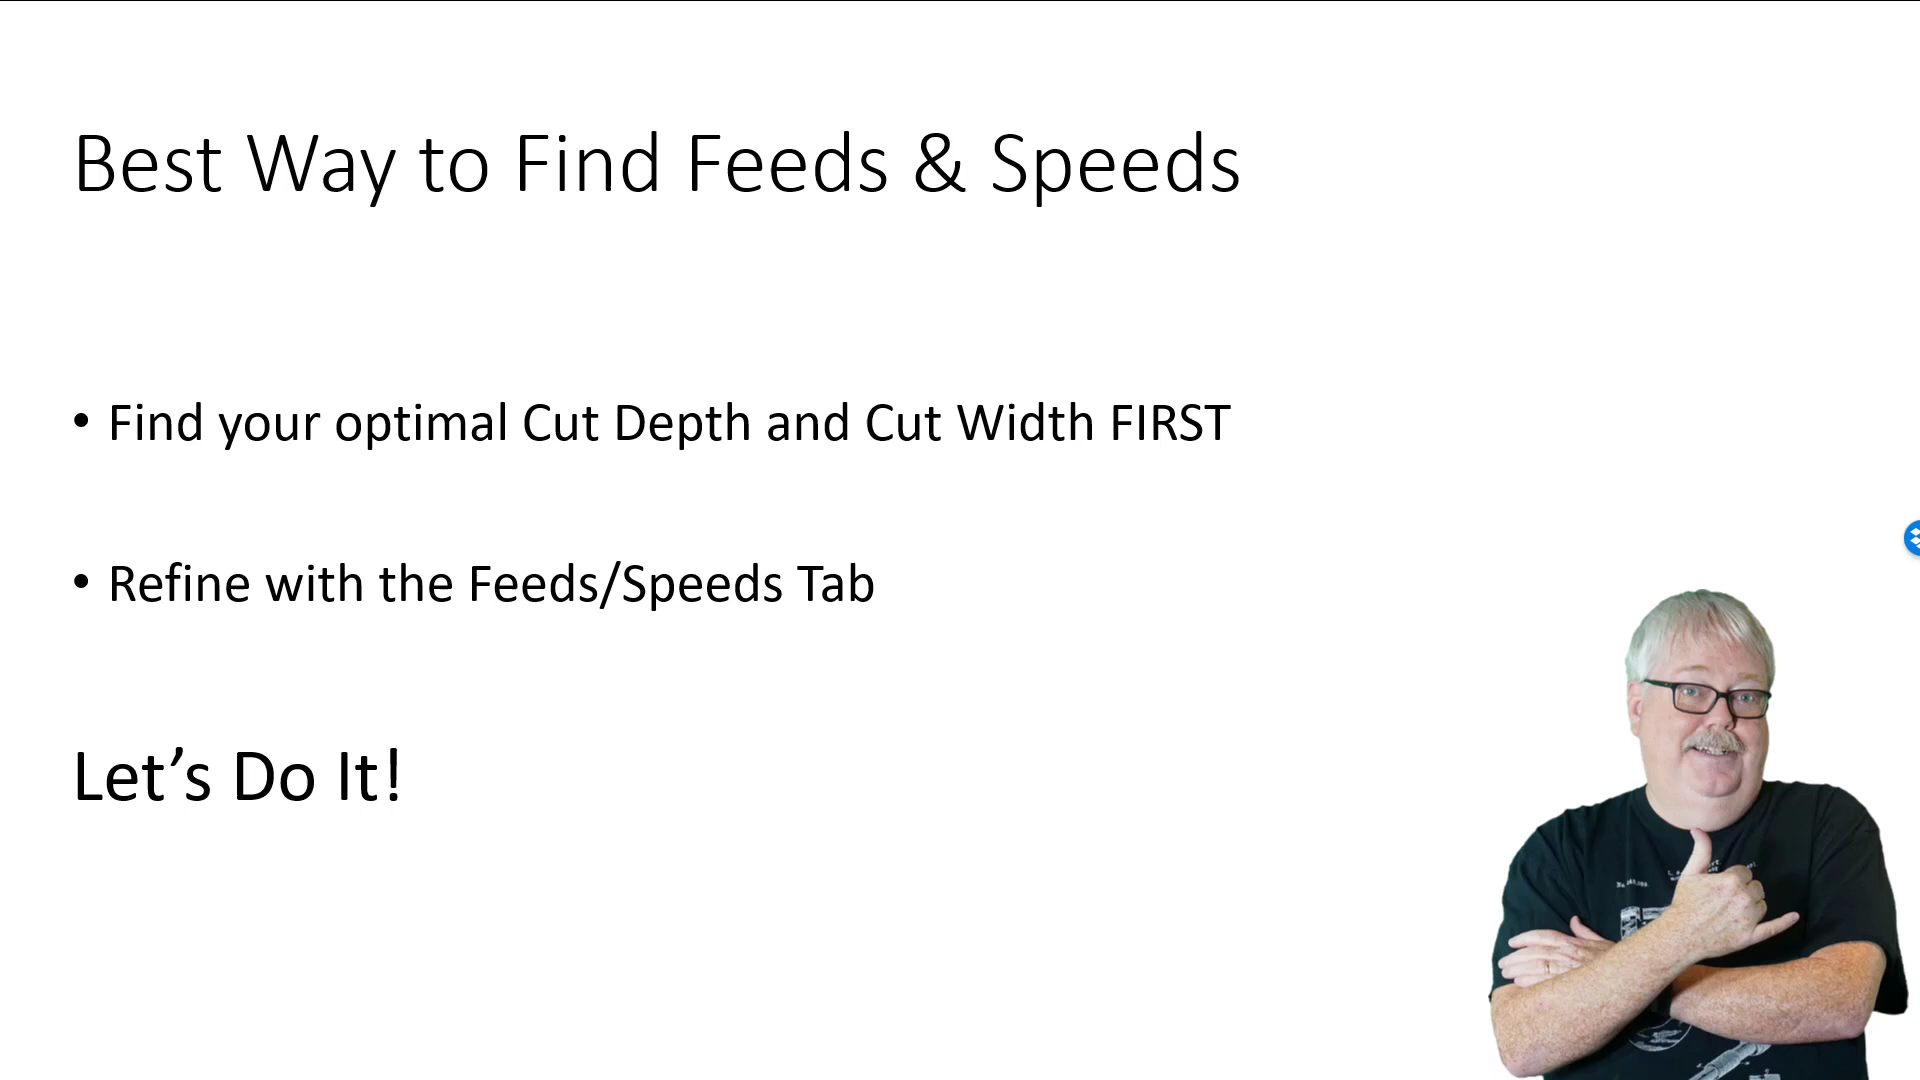 Best Way to Find Feeds & Speeds
• Find your optimal Cut Depth and Cut Width FIRST
• Refine with the Feeds/Speeds Tab
Let’s Do It!